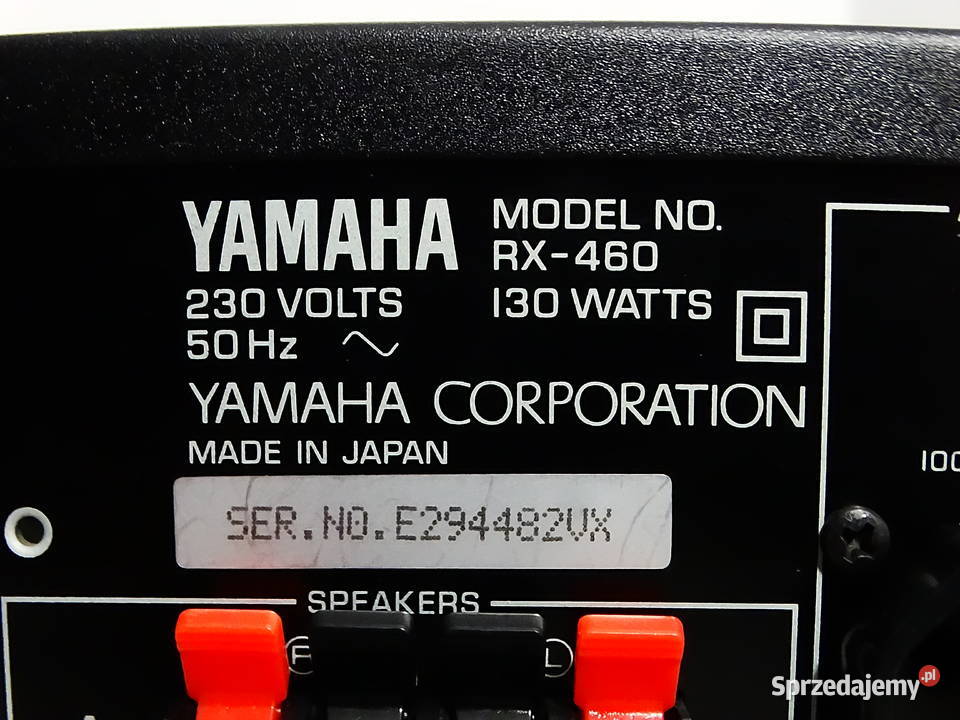 YAMAHA
MODEL NO.
RX-460
230 VOLTS
130 WATTS
50 Hz
YAMAHA CORPORATION
MADE IN JAPAN
SER.NO.E294482VX
100
SPEAKERS
R
L
A
Sprzedajemy.pl